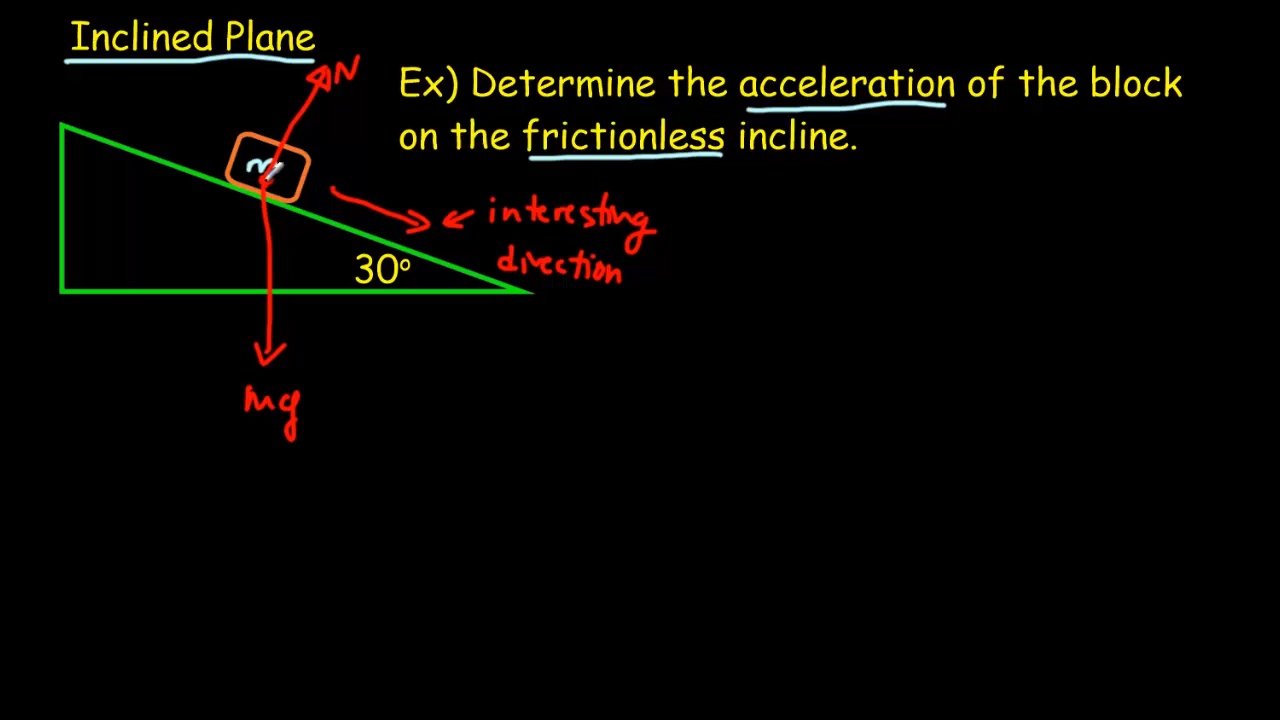 Inclined Plane
N
Ex) Determine the acceleration of the block
on the frictionless incline.
m
interesting
direction
30°
mg